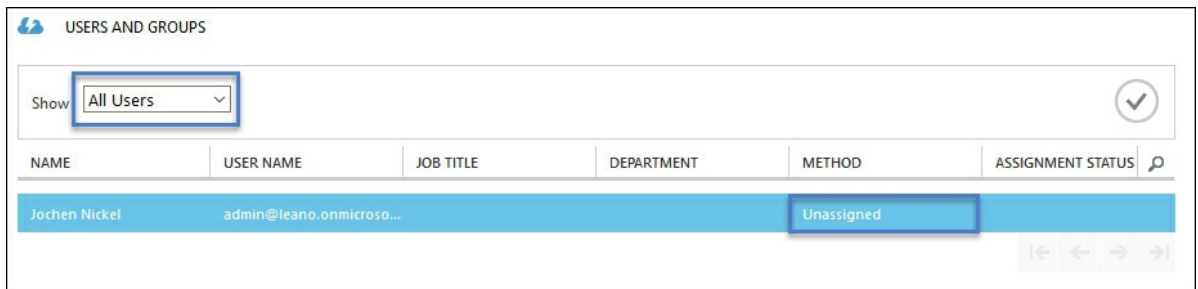 USERS AND GROUPS
Show All Users
NAME USER NAME JOB TITLE DEPARTMENT METHOD ASSIGNMENT STATUS
Jochen Nickel admin@leano.onmicroso... Unassigned